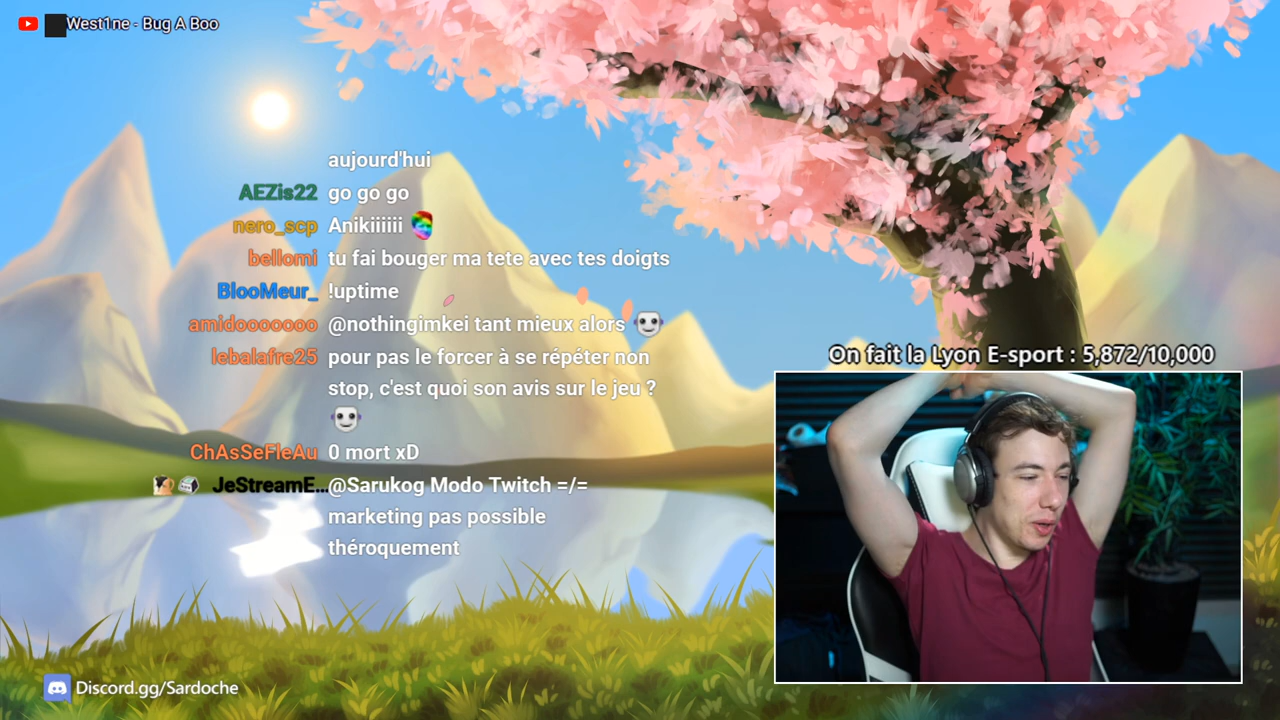 West1ne - Bug A Boo
aujourd'hui
AEZis22 go go go
nero_scp Anikiiiiii
bellomi tu fai bouger ma tete avec tes doigts
BlooMeur_ !uptime
amidooooooo @nothingimkei tant mieux alors
lebalafre25 pour pas le forcer à se répéter non
stop, c'est quoi son avis sur le jeu ?
ChAsSeFleAu 0 mort xD
JeStreamE... @Sarukog Modo Twitch =/=
marketing pas possible
théroquement
On fait la Lyon E-sport : 5,872/10,000
Discord.gg/Sardoche